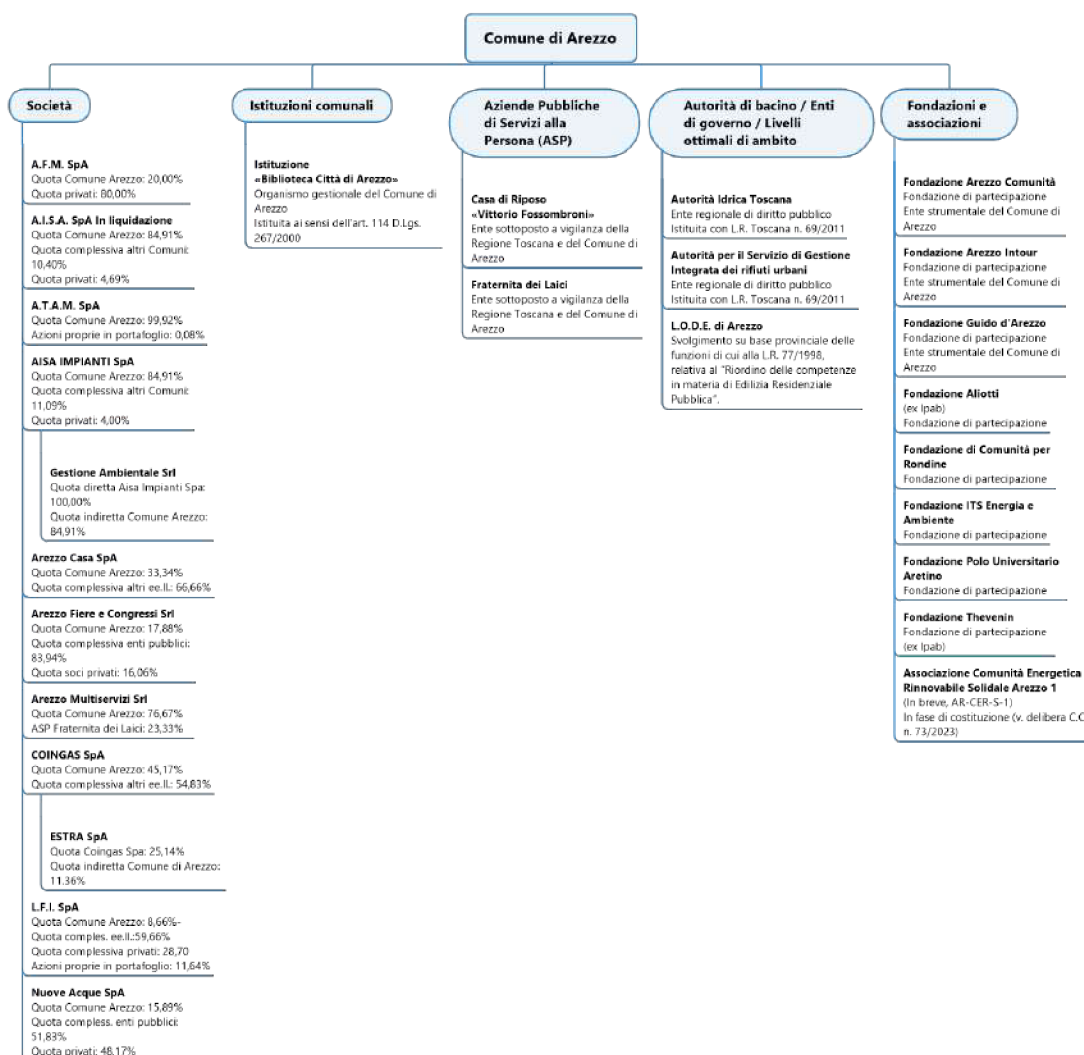 Comune di Arezzo
Società
A.F.M. SpA
Quota Comune Arezzo: 20,00%
Quota privati: 80,00%
A.I.S.A. SpA In liquidazione
Quota Comune Arezzo: 84,91%
Quota complessiva altri Comuni:
10,40%
Quota privati: 4,69%
A.T.A.M. SpA
Quota Comune Arezzo: 99,92%
Azioni proprie in portafoglio: 0,08%
AISA IMPIANTI SpA
Quota Comune Arezzo: 84,91%
Quota complessiva altri Comuni:
11,09%
Quota privati: 4,00%
Gestione Ambientale Srl
Quota diretta Aisa Impianti Spa:
100,00%
Quota indiretta Comune Arezzo:
84,91%
Arezzo Casa SpA
Quota Comune Arezzo: 33,34%
Quota complessiva altri ee.ll.: 66,66%
Arezzo Fiere e Congressi Srl
Quota Comune Arezzo: 17,88%
Quota complessiva enti pubblici:
83,94%
Quota soci privati: 16,06%
Arezzo Multiservizi Srl
Quota Comune Arezzo: 76,67%
ASP Fraternita dei Laici: 23,33%
COINGAS SpA
Quota Comune Arezzo: 45,17%
Quota complessiva altri ee.ll.: 54,83%
ESTRA SpA
Quota Coingas Spa: 25,14%
Quota indiretta Comune di Arezzo:
11.36%
L.F.I. SpA
Quota Comune Arezzo: 8,66%-
Quota comples. ee.ll.:59,66%
Quota complessiva privati: 28,70
Azioni proprie in portafoglio: 11,64%
Nuove Acque SpA
Quota Comune Arezzo: 15,89%
Quota compless. enti pubblici:
51,83%
Quota privati: 48,17%
Istituzioni comunali
Istituzione
«Biblioteca Città di Arezzo»
Organismo gestionale del Comune di
Arezzo
Istituita ai sensi dell'art. 114 D.Lgs.
267/2000
Aziende Pubbliche
di Servizi alla
Persona (ASP)
Casa di Riposo
«Vittorio Fossombroni»
Ente sottoposto a vigilanza della
Regione Toscana e del Comune di
Arezzo
Fraternita dei Laici
Ente sottoposto a vigilanza della
Regione Toscana e del Comune di
Arezzo
Autorità di bacino / Enti
di governo / Livelli
ottimali di ambito
Autorità Idrica Toscana
Ente regionale di diritto pubblico
Istituita con L.R. Toscana n. 69/2011
Autorità per il Servizio di Gestione
Integrata dei rifiuti urbani
Ente regionale di diritto pubblico
Istituita con L.R. Toscana n. 69/2011
L.O.D.E. di Arezzo
Svolgimento su base provinciale delle
funzioni di cui alla L.R. 77/1998,
relativa al "Riordino delle competenze
in materia di Edilizia Residenziale
Pubblica".
Fondazioni e
associazioni
Fondazione Arezzo Comunità
Fondazione di partecipazione
Ente strumentale del Comune di
Arezzo
Fondazione Arezzo Intour
Fondazione di partecipazione
Ente strumentale del Comune di
Arezzo
Fondazione Guido d'Arezzo
Fondazione di partecipazione
Ente strumentale del Comune di
Arezzo
Fondazione Aliotti
(ex Ipab)
Fondazione di partecipazione
Fondazione di Comunità per
Rondine
Fondazione di partecipazione
Fondazione ITS Energia e
Ambiente
Fondazione di partecipazione
Fondazione Polo Universitario
Aretino
Fondazione di partecipazione
Fondazione Thevenin
Fondazione di partecipazione
(ex Ipab)
Associazione Comunità Energetica
Rinnovabile Solidale Arezzo 1
(In breve, AR-CER-S-1)
In fase di costituzione (v. delibera C.C
n. 73/2023)